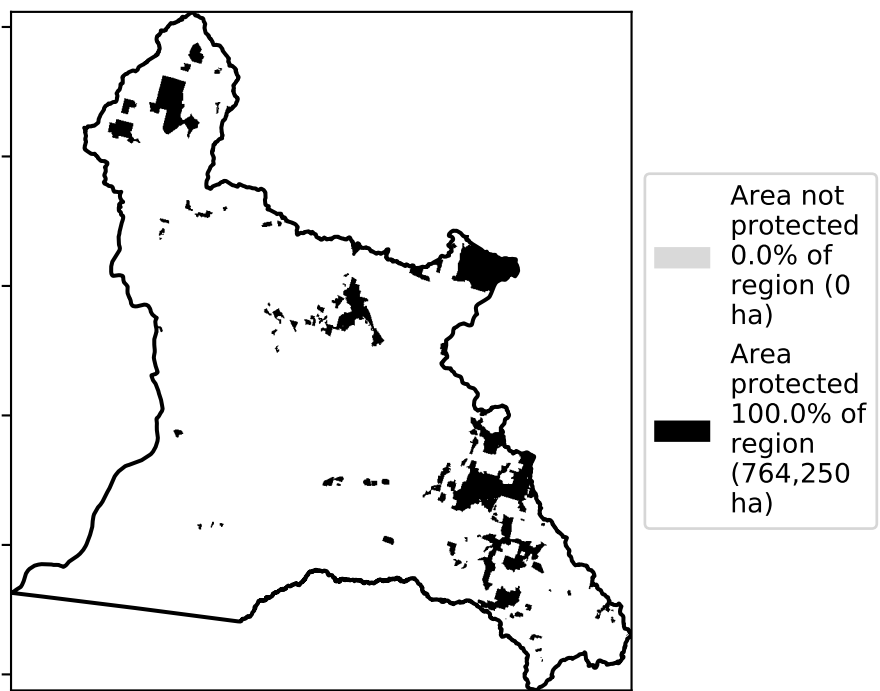 Area not
protected
0.0% of
region (0
ha)
Area
protected
100.0% of
region
(764,250
ha)